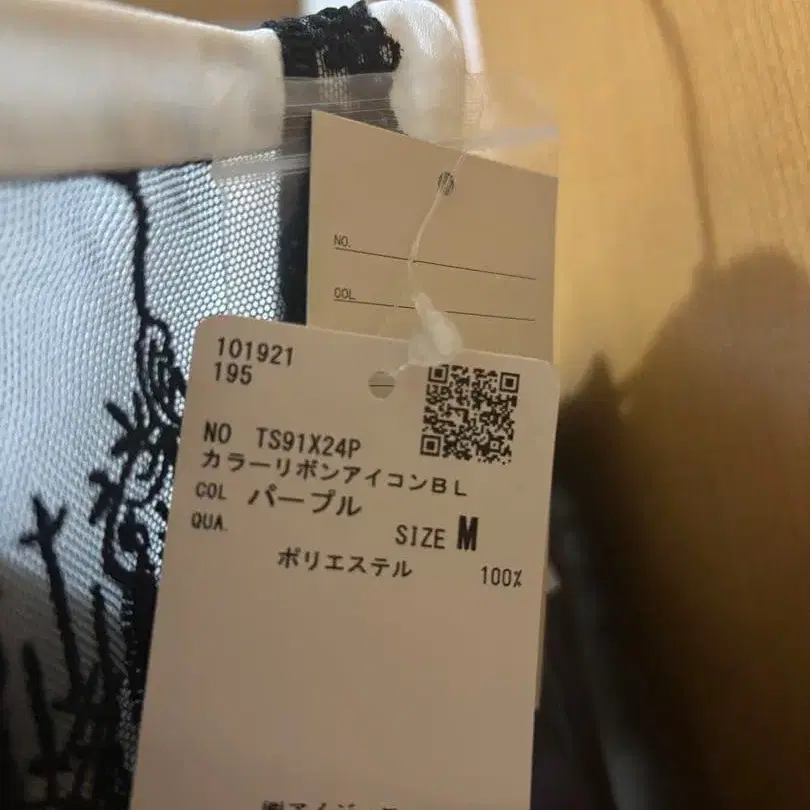 NO.
COL.
101921
195
NO TS91X24P
カラーリボンアイコンBL
COL パープル
QUA. SIZE M
ポリエステル 100%